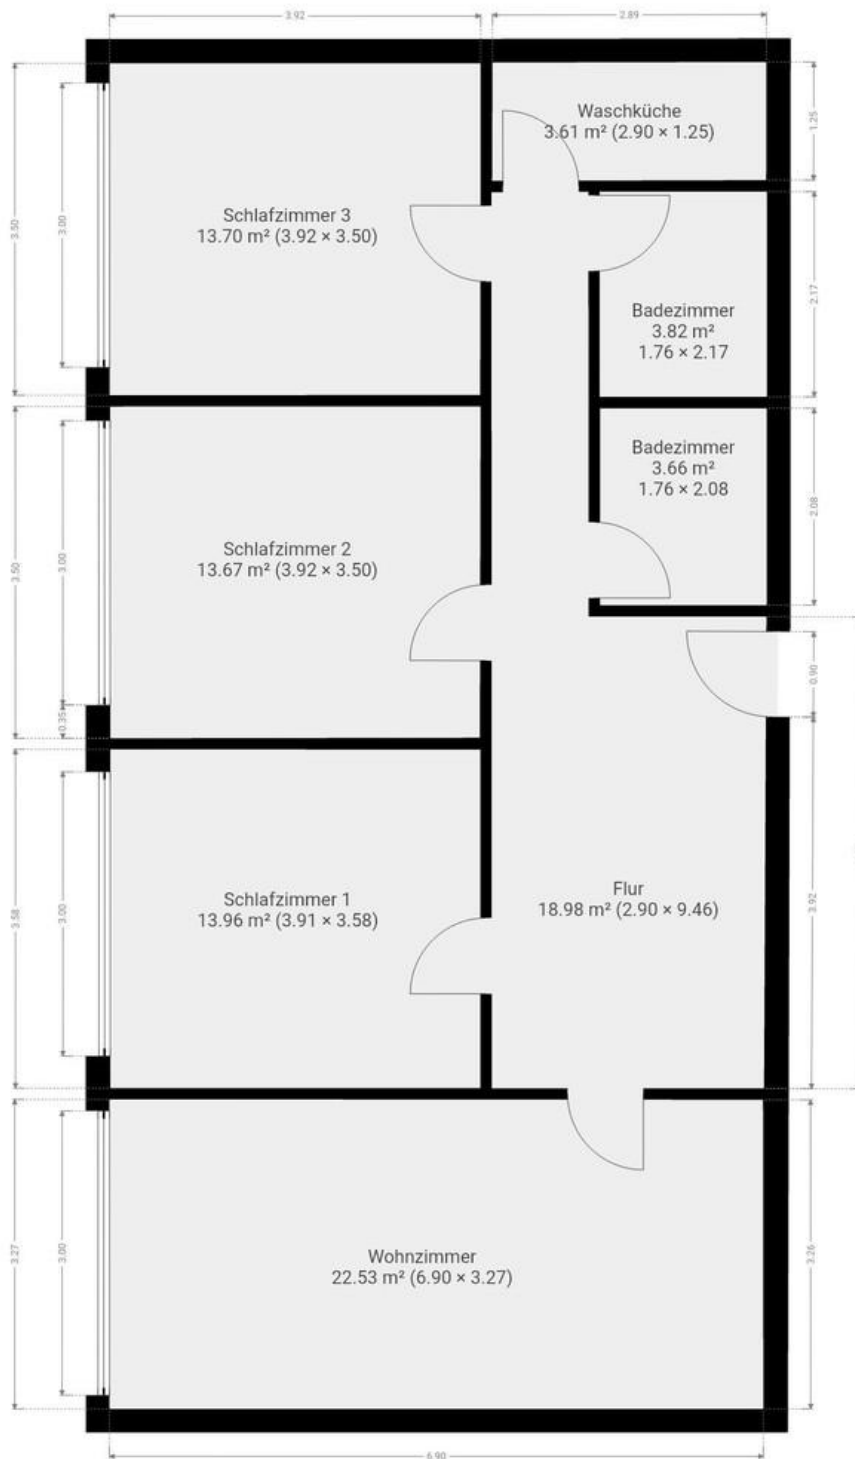 3.92
2.89
Waschküche
3.61 m² (2.90 × 1.25)
1.25
3.50
3.00
Schlafzimmer 3
13.70 m² (3.92 × 3.50)
2.17
Badezimmer
3.82 m²
1.76 × 2.17
Badezimmer
3.66 m²
1.76 × 2.08
2.08
3.50
3.00
0.35
Schlafzimmer 2
13.67 m² (3.92 × 3.50)
0.90
3.58
3.00
Schlafzimmer 1
13.96 m² (3.91 × 3.58)
Flur
18.98 m² (2.90 × 9.46)
3.92
3.27
3.00
Wohnzimmer
22.53 m² (6.90 × 3.27)
3.26
6.90